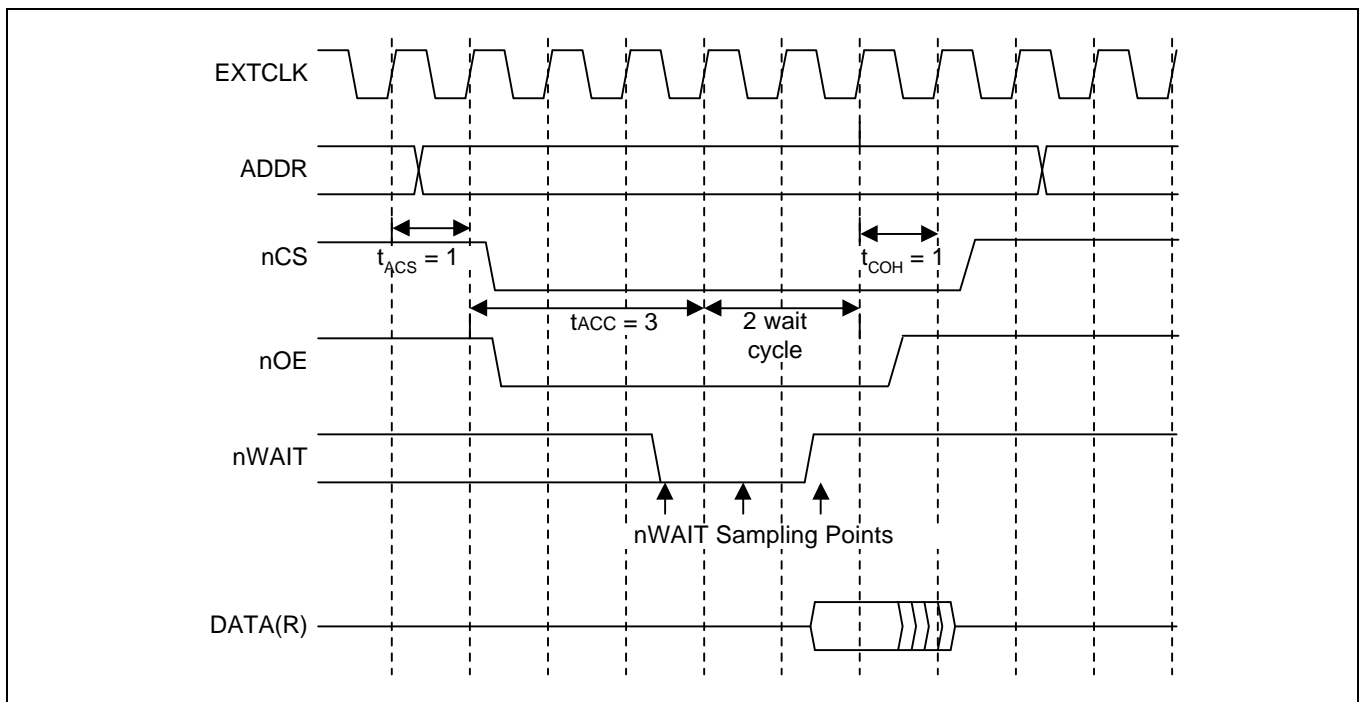 EXTCLK
ADDR
nCS
tACS = 1
tCOH = 1
tACC = 3
2 wait
cycle
nOE
nWAIT
nWAIT Sampling Points
DATA(R)